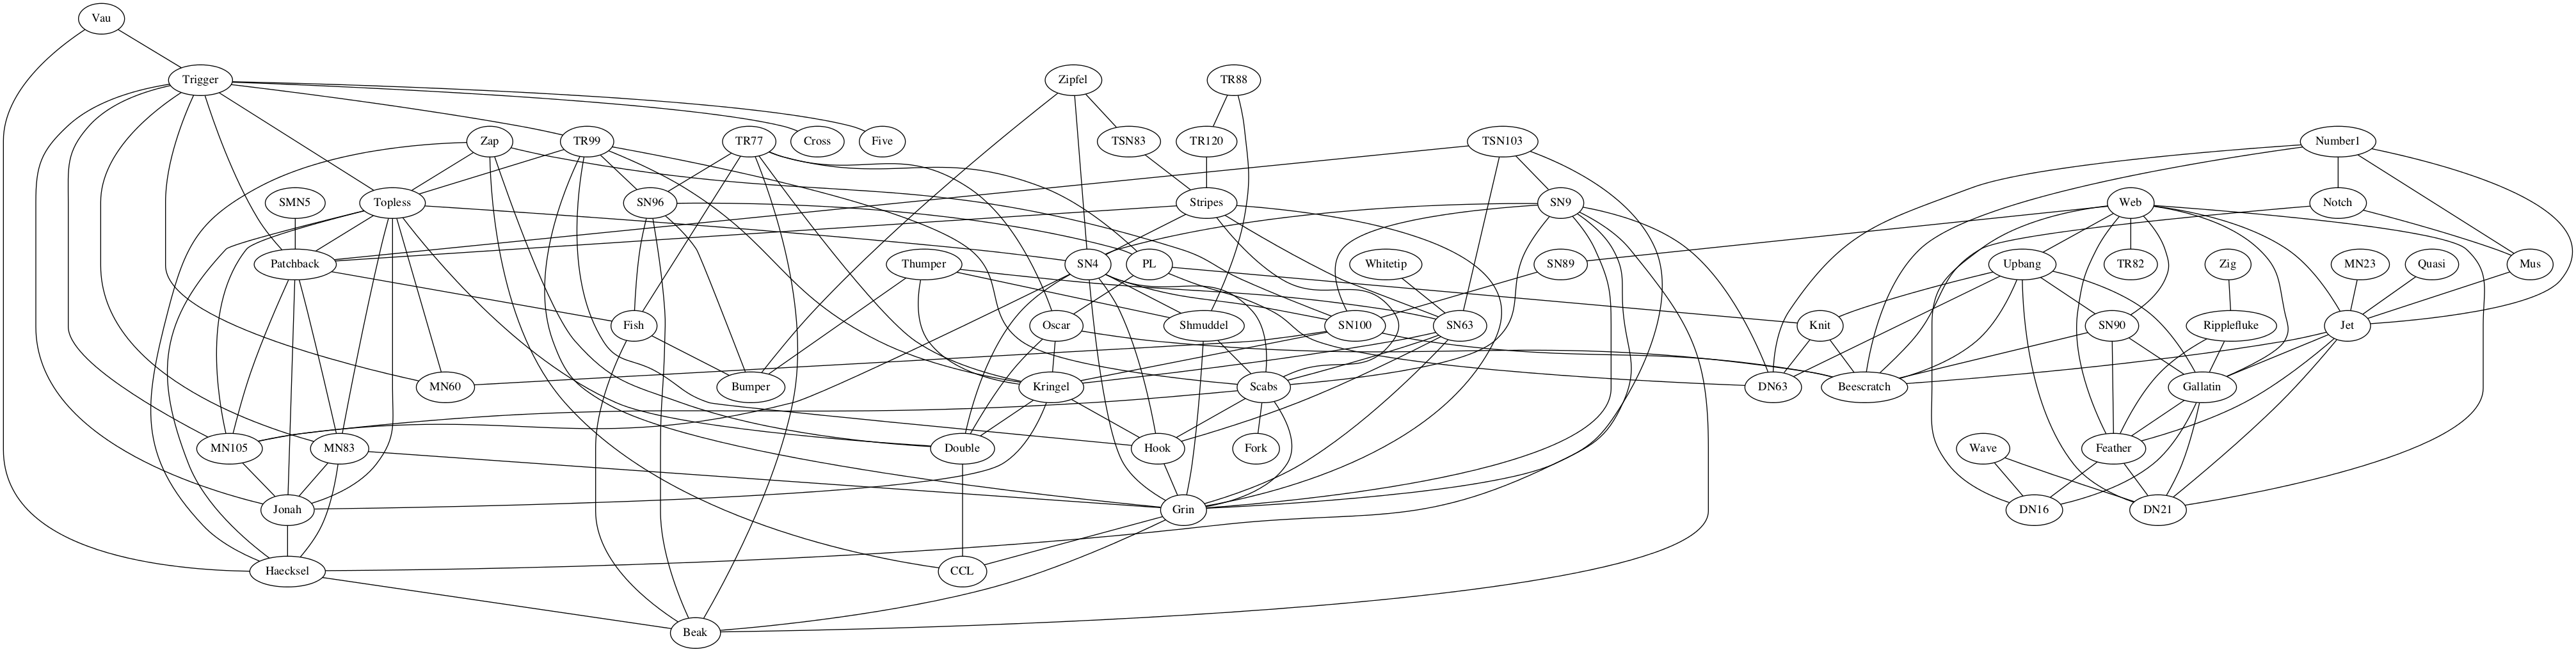 Vau
Trigger
Zipfel
TR88
Zap
TR99
TR77
Cross
Five
TSN83
TR120
TSN103
Number1
SMN5
Topless
SN96
Stripes
SN9
Web
Notch
Patchback
Thumper
SN4
PL
Whitetip
SN89
Upbang
TR82
Zig
MN23
Quasi
Mus
Fish
Oscar
Shmuddel
SN100
SN63
Knit
SN90
Ripplefluke
Jet
MN60
Bumper
Kringel
Scabs
DN63
Beescratch
Gallatin
MN105
MN83
Double
Hook
Fork
Wave
Feather
Jonah
Grin
DN16
DN21
Haecksel
CCL
Beak